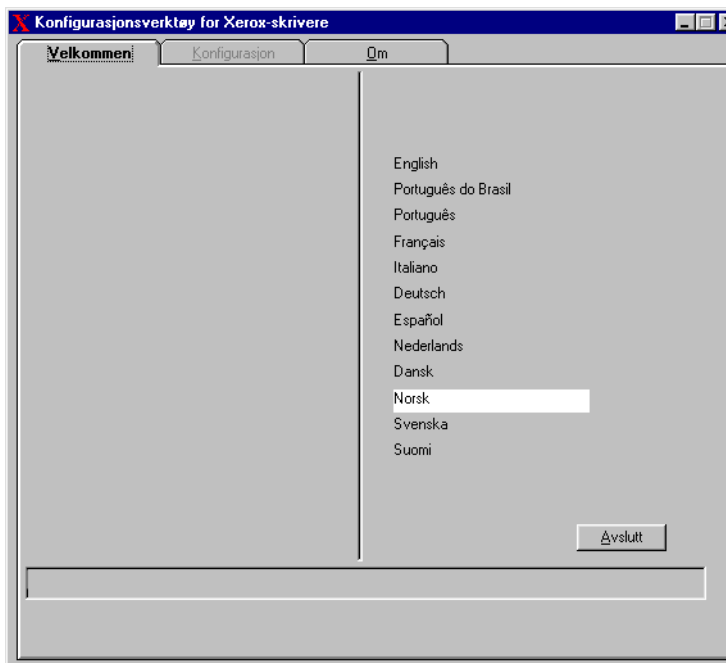 X Konfigurasjonsverktøy for Xerox-skrivere
Velkommen
Konfigurasjon
Om
English
Português do Brasil
Português
Français
Italiano
Deutsch
Español
Nederlands
Dansk
Norsk
Svenska
Suomi
Avslutt